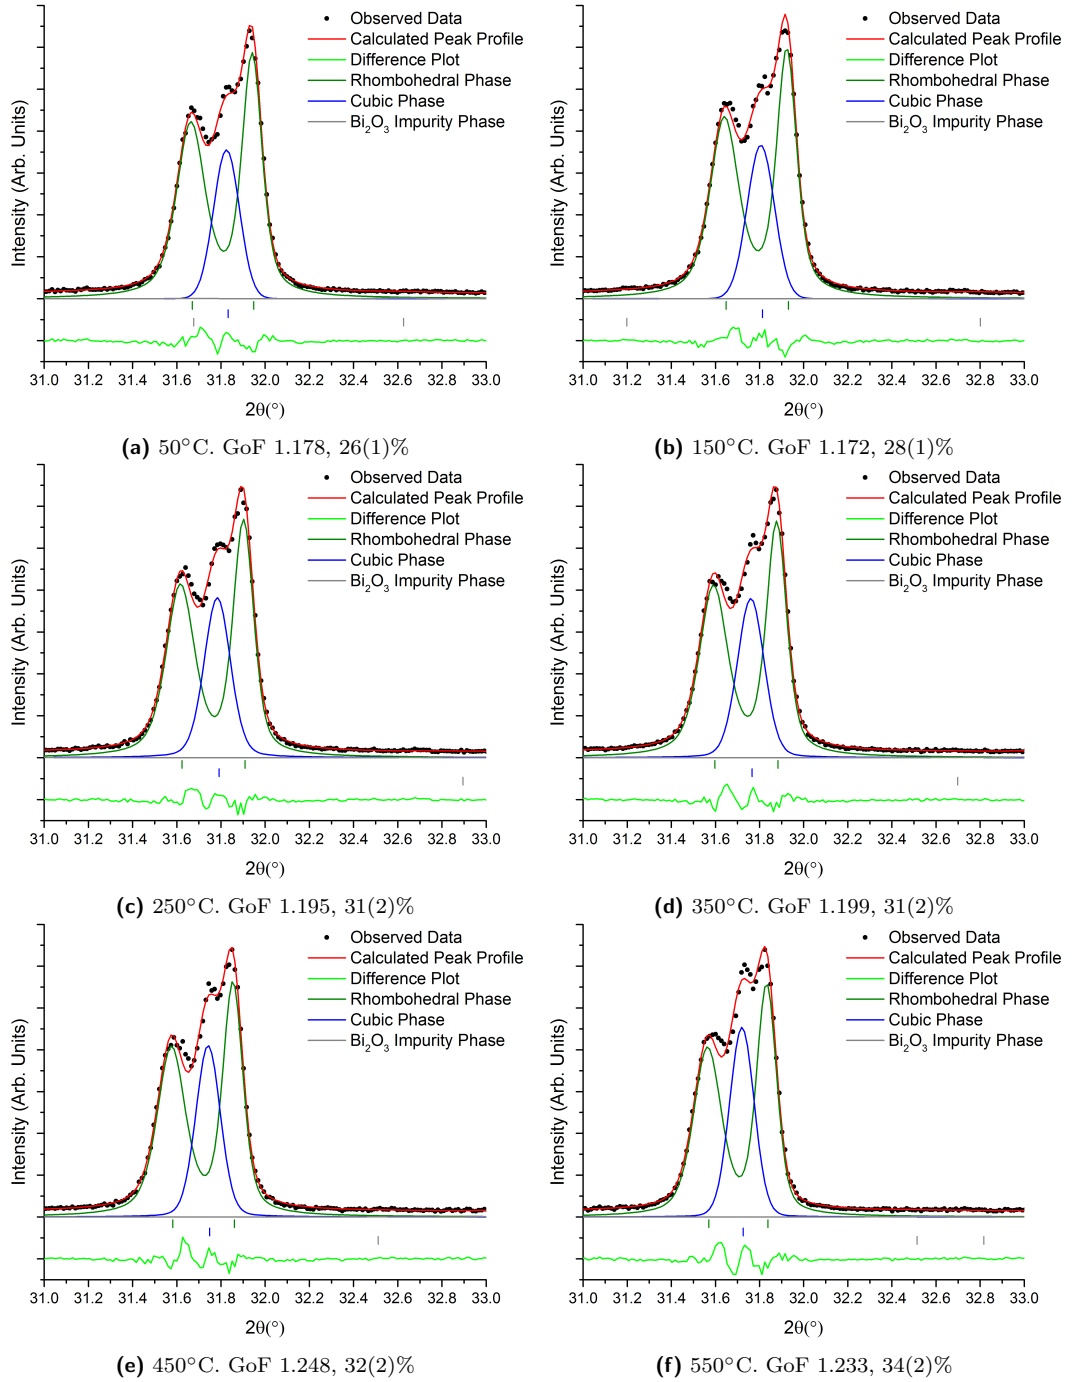 Observed Data
Calculated Peak Profile
Difference Plot
Rhombohedral Phase
Cubic Phase
Bi₂O₃ Impurity Phase
Intensity (Arb. Units)
31.0 31.2 31.4 31.6 31.8 32.0 32.2 32.4 32.6 32.8 33.0
2θ(°)
(a) 50°C. GoF 1.178, 26(1)%
Observed Data
Calculated Peak Profile
Difference Plot
Rhombohedral Phase
Cubic Phase
Bi₂O₃ Impurity Phase
Intensity (Arb. Units)
31.0 31.2 31.4 31.6 31.8 32.0 32.2 32.4 32.6 32.8 33.0
2θ(°)
(b) 150°C. GoF 1.172, 28(1)%
Observed Data
Calculated Peak Profile
Difference Plot
Rhombohedral Phase
Cubic Phase
Bi₂O₃ Impurity Phase
Intensity (Arb. Units)
31.0 31.2 31.4 31.6 31.8 32.0 32.2 32.4 32.6 32.8 33.0
2θ(°)
(c) 250°C. GoF 1.195, 31(2)%
Observed Data
Calculated Peak Profile
Difference Plot
Rhombohedral Phase
Cubic Phase
Bi₂O₃ Impurity Phase
Intensity (Arb. Units)
31.0 31.2 31.4 31.6 31.8 32.0 32.2 32.4 32.6 32.8 33.0
2θ(°)
(d) 350°C. GoF 1.199, 31(2)%
Observed Data
Calculated Peak Profile
Difference Plot
Rhombohedral Phase
Cubic Phase
Bi₂O₃ Impurity Phase
Intensity (Arb. Units)
31.0 31.2 31.4 31.6 31.8 32.0 32.2 32.4 32.6 32.8 33.0
2θ(°)
(e) 450°C. GoF 1.248, 32(2)%
Observed Data
Calculated Peak Profile
Difference Plot
Rhombohedral Phase
Cubic Phase
Bi₂O₃ Impurity Phase
Intensity (Arb. Units)
31.0 31.2 31.4 31.6 31.8 32.0 32.2 32.4 32.6 32.8 33.0
2θ(°)
(f) 550°C. GoF 1.233, 34(2)%